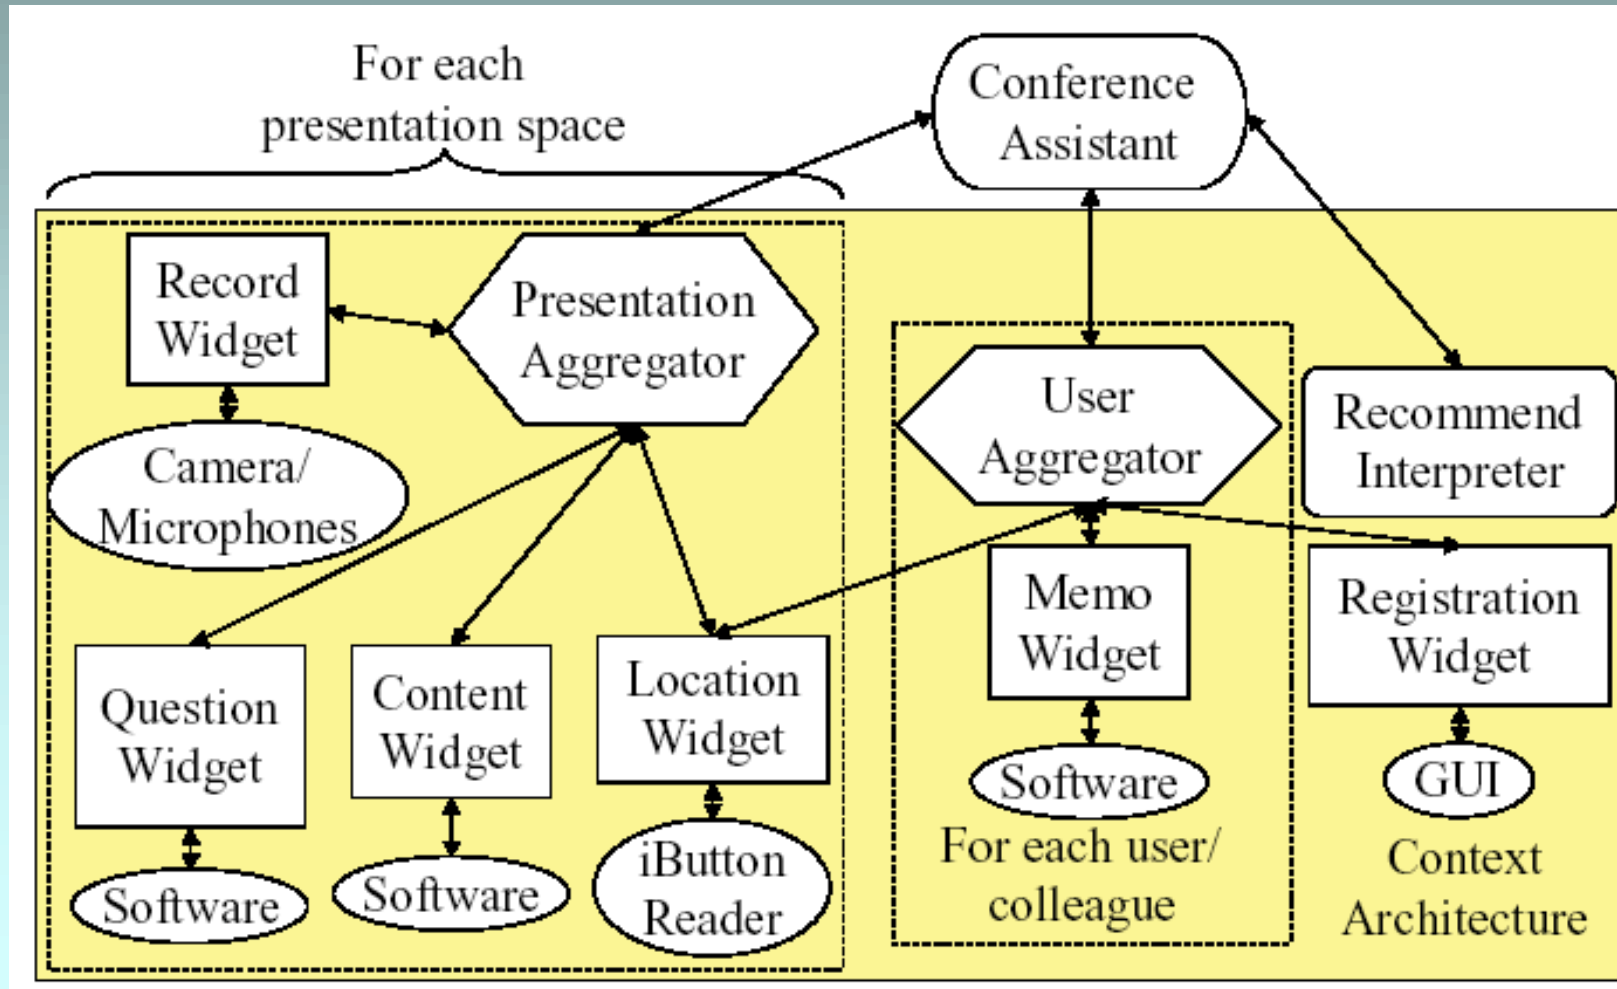 For each
presentation space
Conference
Assistant
Record
Widget
Presentation
Aggregator
Camera/
Microphones
User
Aggregator
Recommend
Interpreter
Question
Widget
Content
Widget
Location
Widget
Memo
Widget
Registration
Widget
Software
Software
iButton
Reader
Software
GUI
For each user/
colleague
Context
Architecture